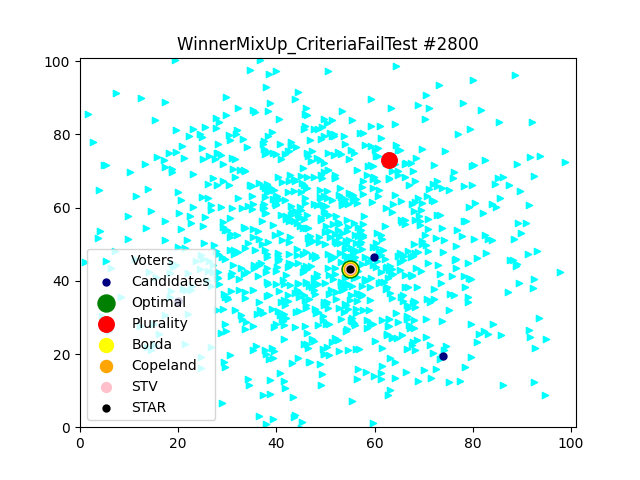 WinnerMixUp_CriteriaFailTest #2800
100
80
60
40
20
0
0 20 40 60 80 100
Voters
Candidates
Optimal
Plurality
Borda
Copeland
STV
STAR